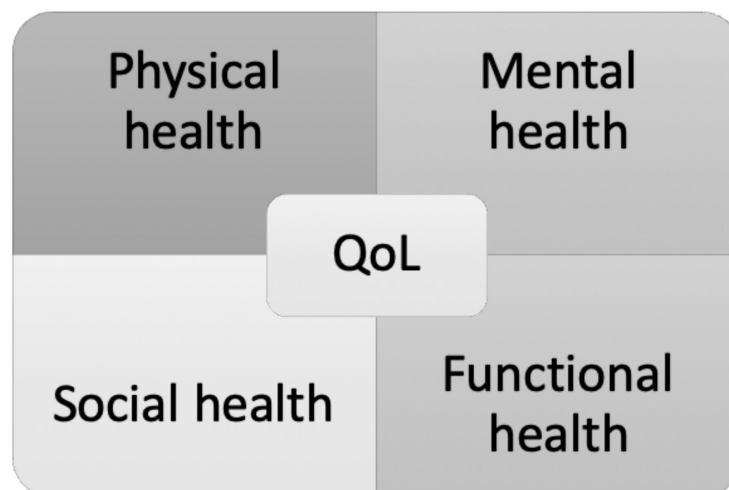 Physical
health
Mental
health
QoL
Social health
Functional
health